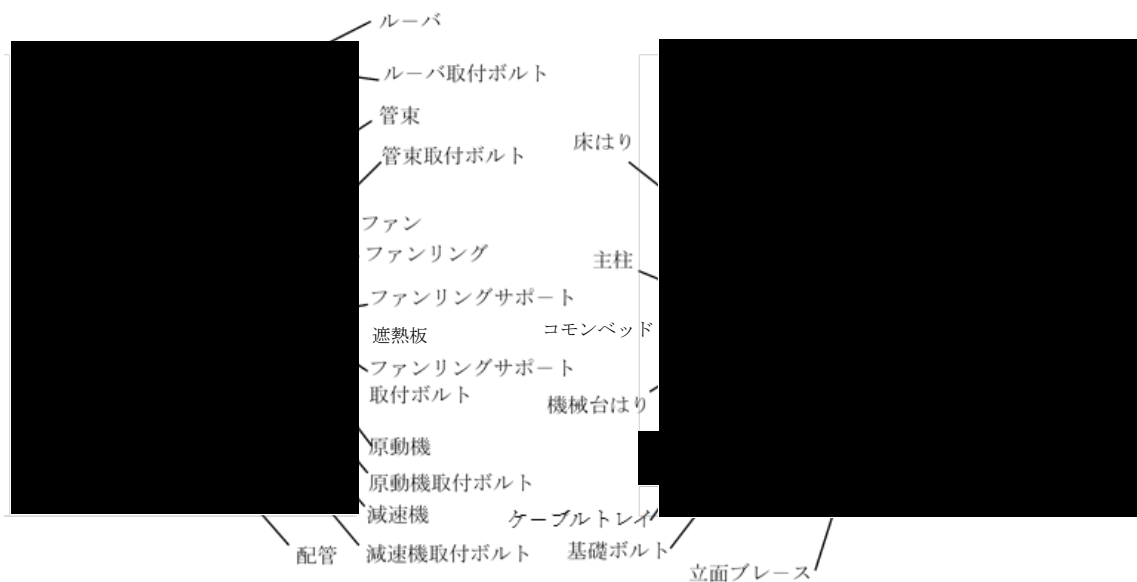 ルーバ
ルーバ取付ボルト
管束
管束取付ボルト
ファン
ファンリング
ファンリングサポート
遮熱板
ファンリングサポート
取付ボルト
原動機
原動機取付ボルト
減速機
減速機取付ボルト
配管
床はり
主柱
コモンベッド
機械台はり
ケーブルトレイ
基礎ボルト
立面ブレース